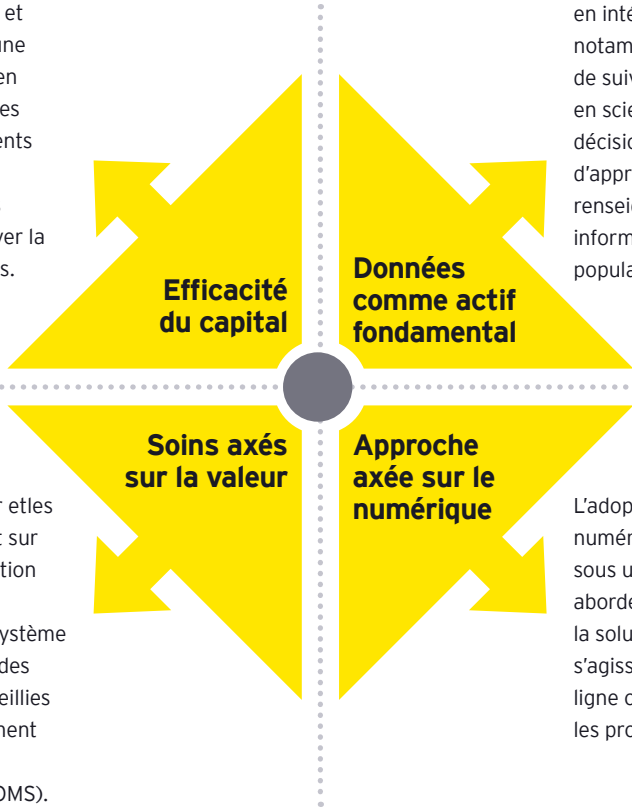 et
en
es
ents
ver la
s.
Efficacité
du capital
Données
comme actif
fondamental
en inté
notam
de suiv
en scie
décisio
d'appr
rensei
inform
popula
Soins axés
sur la valeur
Approche
axée sur le
numérique
r etles
t sur
tion
ystème
des
eillies
ment
OMS).
L'adop
numér
sous u
aborde
la solu
s'agiss
ligne
les pro